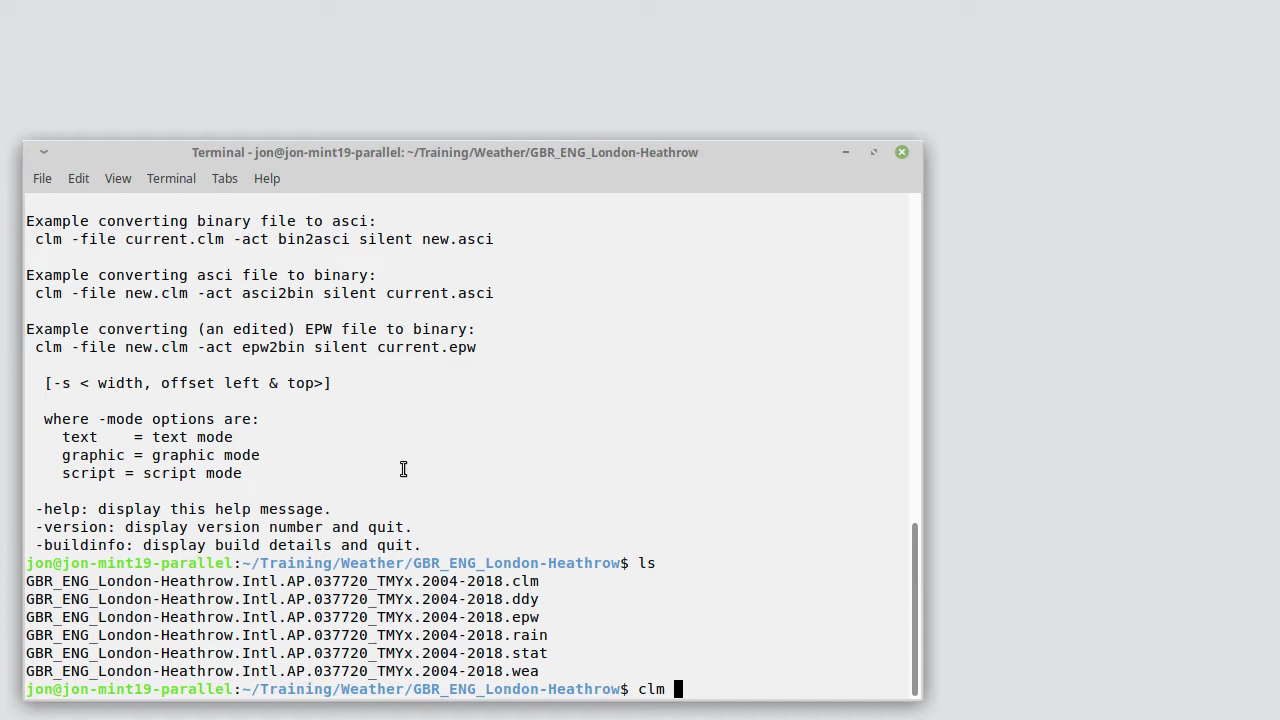 Terminal - jon@jon-mint19-parallel: ~/Training/Weather/GBR_ENG_London-Heathrow
File Edit View Terminal Tabs Help
Example converting binary file to asci:
clm -file current.clm -act bin2asci silent new.asci
Example converting asci file to binary:
clm -file new.clm -act asci2bin silent current.asci
Example converting (an edited) EPW file to binary:
clm -file new.clm -act epw2bin silent current.epw
[-s < width, offset left & top>]
where -mode options are:
text    = text mode
graphic = graphic mode
script = script mode
-help: display this help message.
-version: display version number and quit.
-buildinfo: display build details and quit.
jon@jon-mint19-parallel:~/Training/Weather/GBR_ENG_London-Heathrow$ ls
GBR_ENG_London-Heathrow.Intl.AP.037720_TMYx.2004-2018.clm
GBR_ENG_London-Heathrow.Intl.AP.037720_TMYx.2004-2018.ddy
GBR_ENG_London-Heathrow.Intl.AP.037720_TMYx.2004-2018.epw
GBR_ENG_London-Heathrow.Intl.AP.037720_TMYx.2004-2018.rain
GBR_ENG_London-Heathrow.Intl.AP.037720_TMYx.2004-2018.stat
GBR_ENG_London-Heathrow.Intl.AP.037720_TMYx.2004-2018.wea
jon@jon-mint19-parallel:~/Training/Weather/GBR_ENG_London-Heathrow$ clm